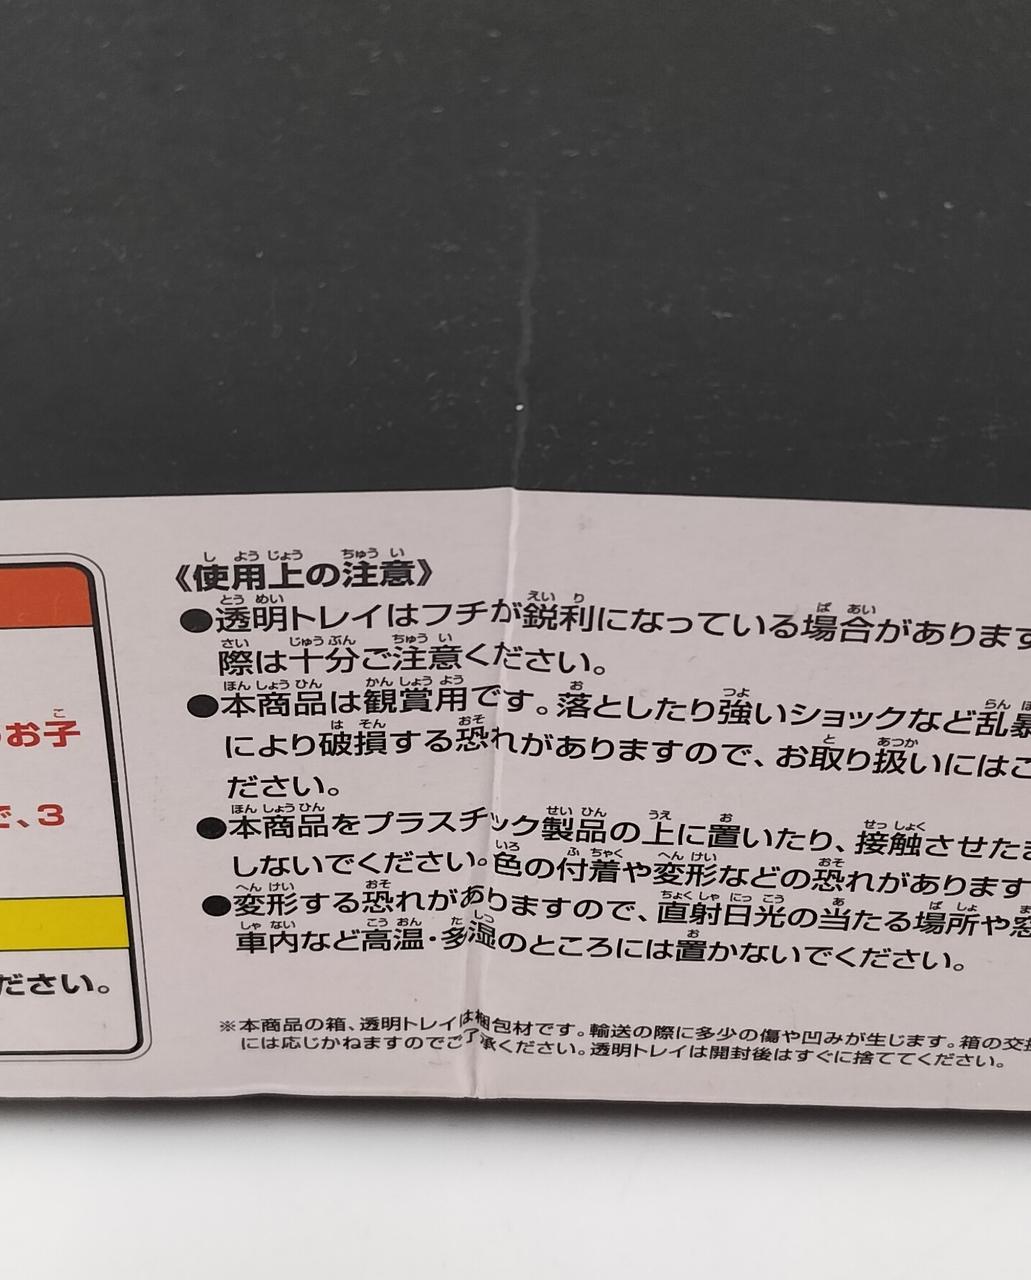 お子
で、3
ださい。
《使用上の注意》
●透明トレイはフチが鋭利になっている場合があります
際は十分ご注意ください。
●本商品は観賞用です。落としたり強いショックなど乱暴
により破損する恐れがありますので、お取り扱いにはご
ださい。
●本商品をプラスチック製品の上に置いたり、接触させたま
しないでください。色の付着や変形などの恐れがあります
●変形する恐れがありますので、直射日光の当たる場所や窓
車内など高温・多湿のところには置かないでください。
※本商品の箱、透明トレイは梱包材です。輸送の際に多少の傷や凹みが生じます。箱の交換
には応じかねますのでご了承ください。透明トレイは開封後はすぐに捨ててください。